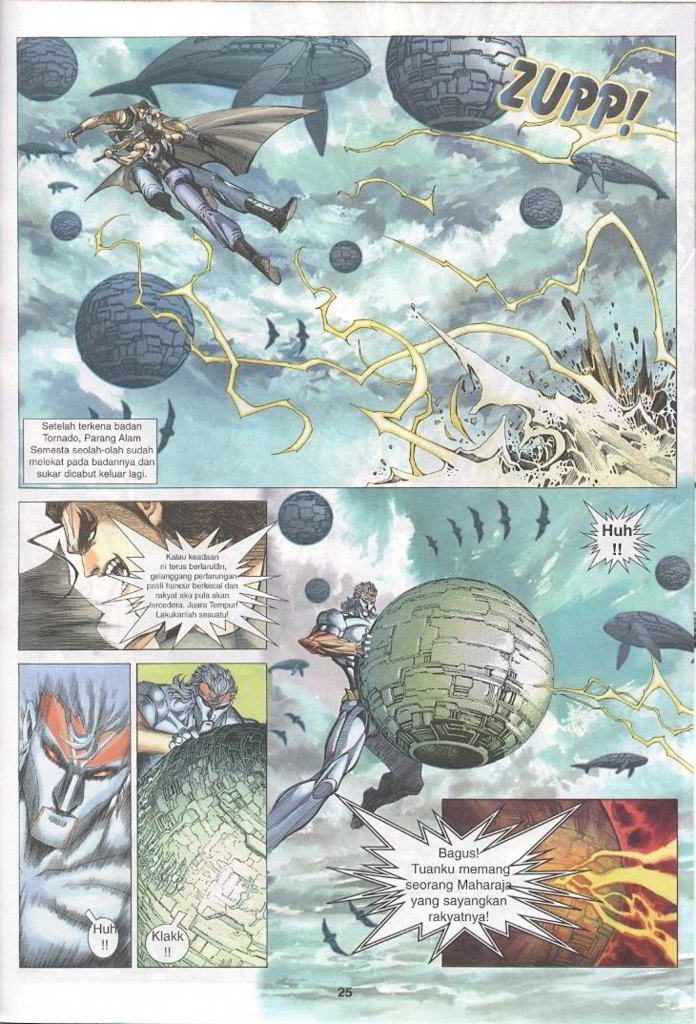 ZUPP!
Setelah terkena badan
Tornado, Parang Alam
Semesta seolah-olah sudah
melekat pada badannya dan
sukar dicabut keluar lagi.
Kalau keadaan
ni terus berlarutan,
gelanggang pertarungan
pasti hancur berkecai dan
rakyat aku pula akan
tercedera. Juara Tempur!
Lakukanlah sesuatu!
Huh
!!
Huh
!!
Klakk
!!
Bagus!
Tuanku memang
seorang Maharaja
yang sayangkan
rakyatnya!
25